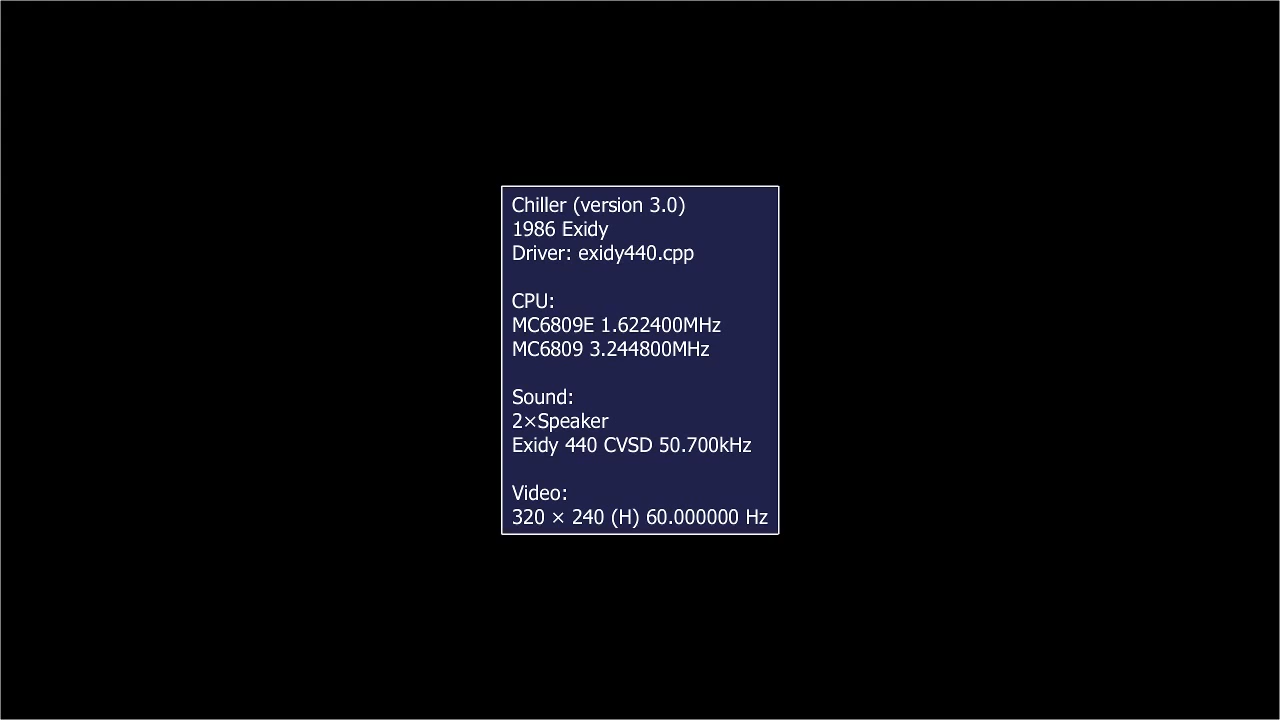 Chiller (version 3.0)
1986 Exidy
Driver: exidy440.cpp
CPU:
MC6809E 1.622400MHz
MC6809 3.244800MHz
Sound:
2×Speaker
Exidy 440 CVSD 50.700kHz
Video:
320 × 240 (H) 60.000000 Hz